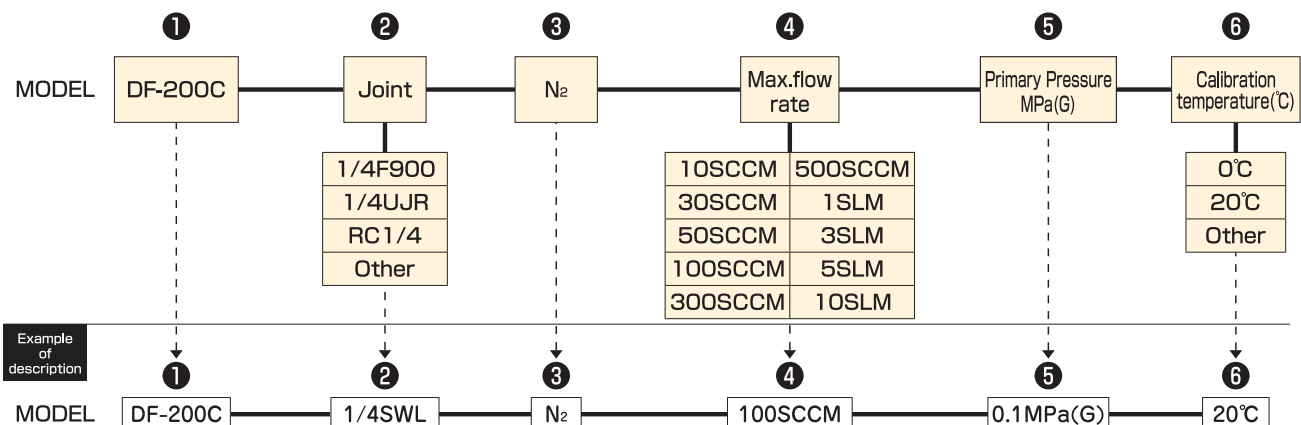 ❶ ❷ ❸ ❹ ❺ ❻
MODEL DF-200C Joint N₂ Max.flow rate Primary Pressure MPa(G) Calibration temperature(℃)
1/4F900 10SCCM 500SCCM 0℃
1/4UJR 30SCCM 1SLM 20℃
RC1/4 50SCCM 3SLM Other
Other 100SCCM 5SLM
300SCCM 10SLM
Example
of
description
❶ ❷ ❸ ❹ ❺ ❻
MODEL DF-200C 1/4SWL N₂ 100SCCM 0.1MPa(G) 20℃